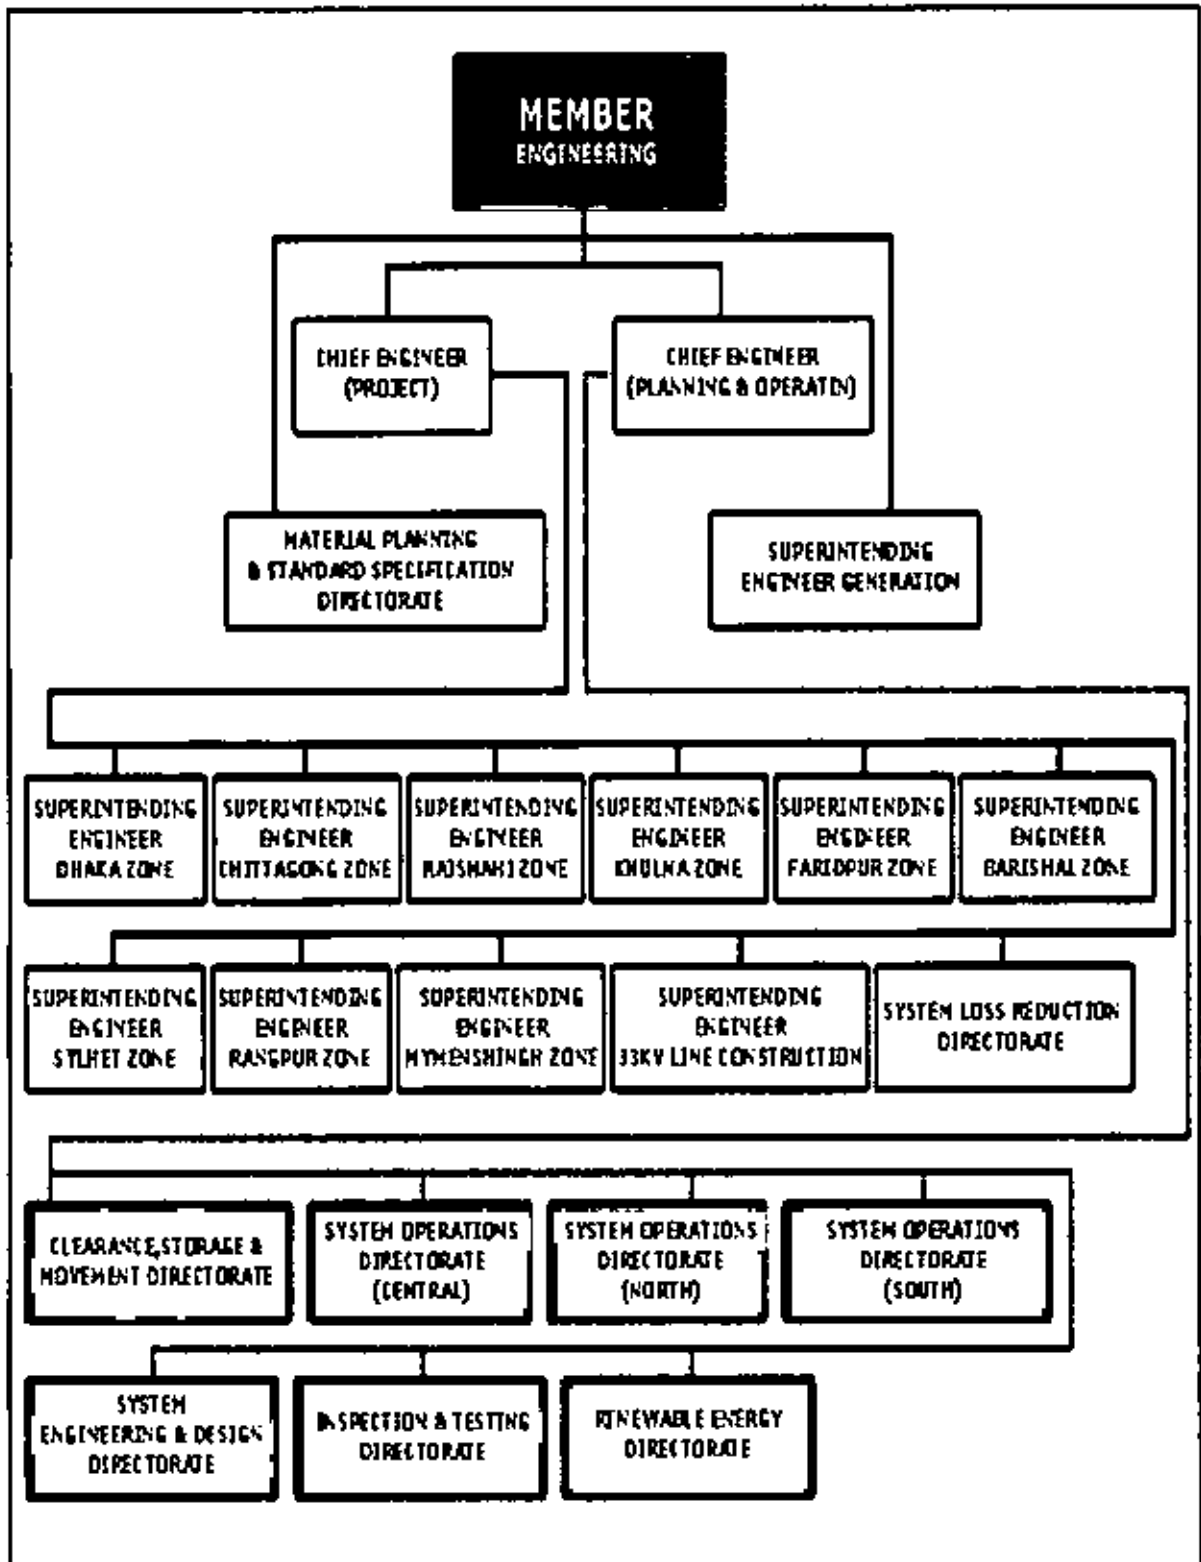 MEMBER
ENGINEERING
CHIEF ENGINEER
(PROJECT)
CHIEF ENGINEER
(PLANNING & OPERATIN)
MATERIAL PLANNING
& STANDARD SPECIFICATION
DIRECTORATE
SUPERINTENDING
ENGINEER GENERATION
SUPERINTENDING
ENGINEER
DHAKA ZONE
SUPERINTENDING
ENGINEER
CHITTAGONG ZONE
SUPERINTENDING
ENGINEER
RAJSHAHI ZONE
SUPERINTENDING
ENGINEER
KHULNA ZONE
SUPERINTENDING
ENGINEER
FARIDPUR ZONE
SUPERINTENDING
ENGINEER
BARISHAL ZONE
SUPERINTENDING
ENGINEER
SYLHET ZONE
SUPERINTENDING
ENGINEER
RANGPUR ZONE
SUPERINTENDING
ENGINEER
MYMENSHINGH ZONE
SUPERINTENDING
ENGINEER
33KV LINE CONSTRUCTION
SYSTEM LOSS REDUCTION
DIRECTORATE
CLEARANCE,STORAGE &
MOVEMENT DIRECTORATE
SYSTEM OPERATIONS
DIRECTORATE
(CENTRAL)
SYSTEM OPERATIONS
DIRECTORATE
(NORTH)
SYSTEM OPERATIONS
DIRECTORATE
(SOUTH)
SYSTEM
ENGINEERING & DESIGN
DIRECTORATE
INSPECTION & TESTING
DIRECTORATE
RENEWABLE ENERGY
DIRECTORATE